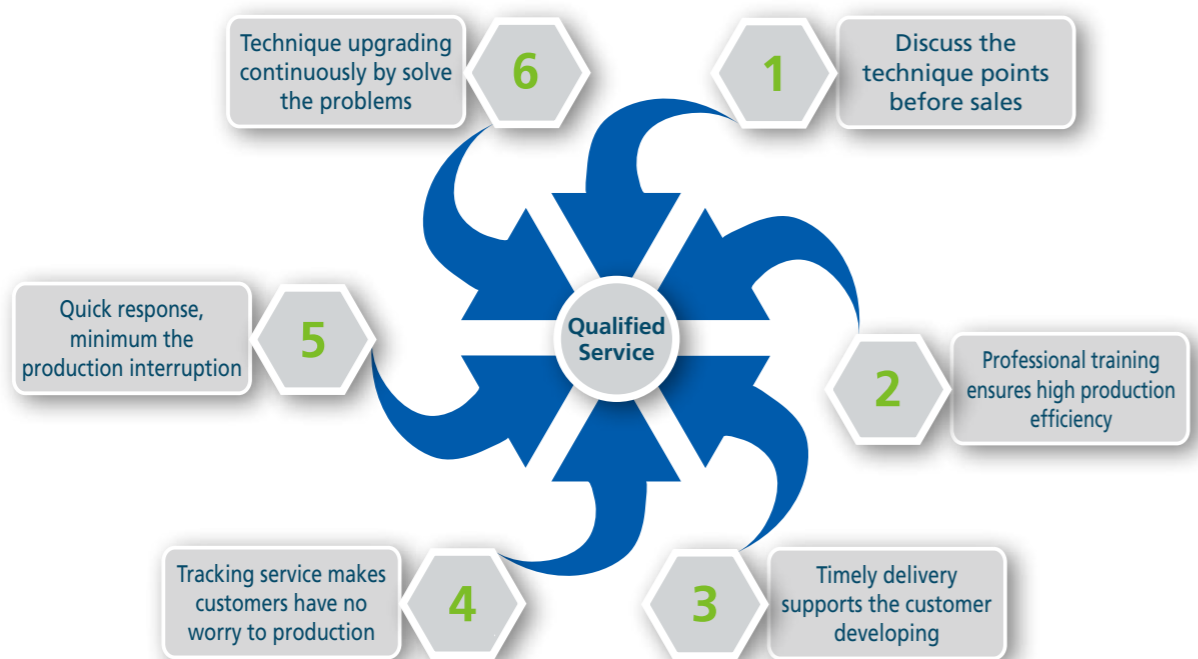 1
Discuss the
technique points
before sales
2
Professional training
ensures high production
efficiency
3
Timely delivery
supports the customer
developing
4
Tracking service makes
customers have no
worry to production
5
Quick response,
minimum the
production interruption
6
Technique upgrading
continuously by solve
the problems
Qualified
Service